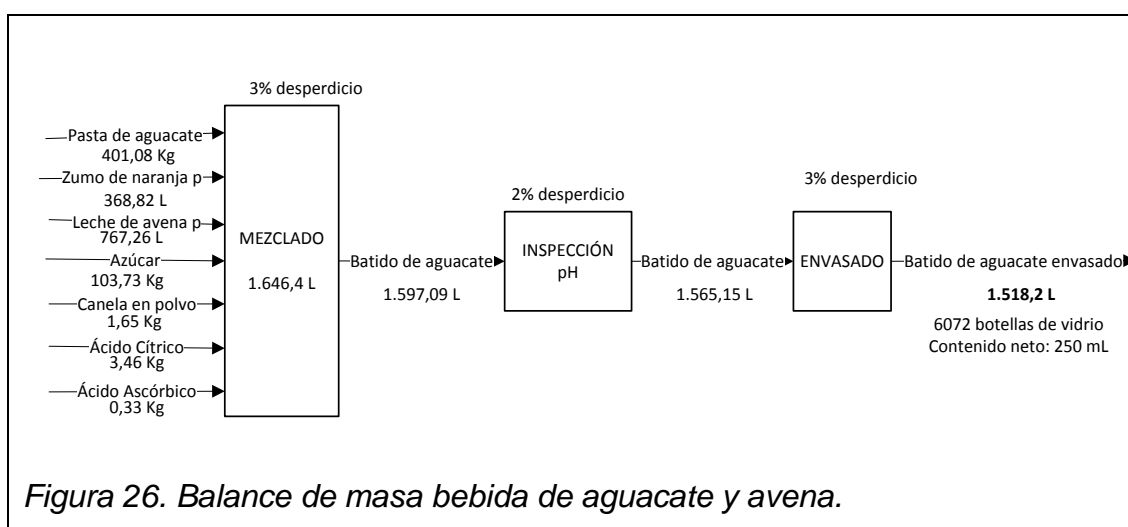 3% desperdicio
Pasta de aguacate
401,08 Kg
Zumo de naranja p
368,82 L
Leche de avena p
767,26 L
Azúcar
103,73 Kg
Canela en polvo
1,65 Kg
Ácido Cítrico
3,46 Kg
Ácido Ascórbico
0,33 Kg
MEZCLADO
1.646,4 L
Batido de aguacate
1.597,09 L
2% desperdicio
INSPECCIÓN
pH
Batido de aguacate
1.565,15 L
3% desperdicio
ENVASADO
Batido de aguacate envasado
1.518,2 L
6072 botellas de vidrio
Contenido neto: 250 mL
Figura 26. Balance de masa bebida de aguacate y avena.